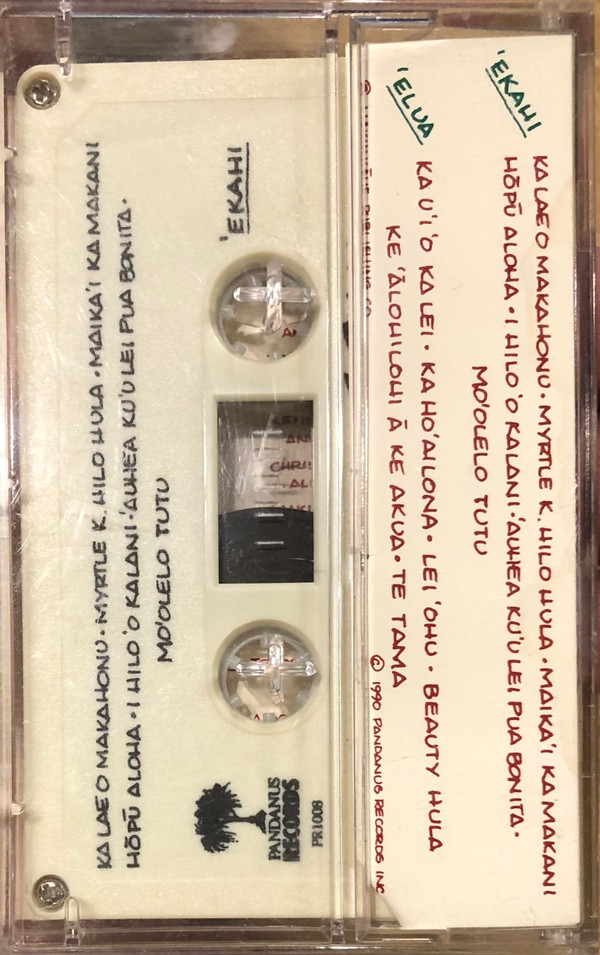 'EKAHI
KA LAE O MAKAHONU • MYRTLE K. HILO HULA • MAIKA'I KA MAKANI
HŌPŪ ALOHA • I HILO 'O KALANI • 'AUHEA KU'U LEI PUA BONITA •
MO'OLELO TUTU
PANDANUS
RECORDS
PR1008
'EKAHI
KA LAE O MAKAHONU • MYRTLE K. HILO HULA • MAIKA'I KA MAKANI
HŌPŪ ALOHA • I HILO 'O KALANI • 'AUHEA KU'U LEI PUA BONITA •
MO'OLELO TUTU
'ELUA
KA U'I 'O KA LEI • KA HO'AILONA • LEI 'OHU • BEAUTY HULA
KE 'ĀLOHILOHI Ā KE AKUA • TE TAMA
© 1990 PANDANUS RECORDS INC
PUBLISHING CO